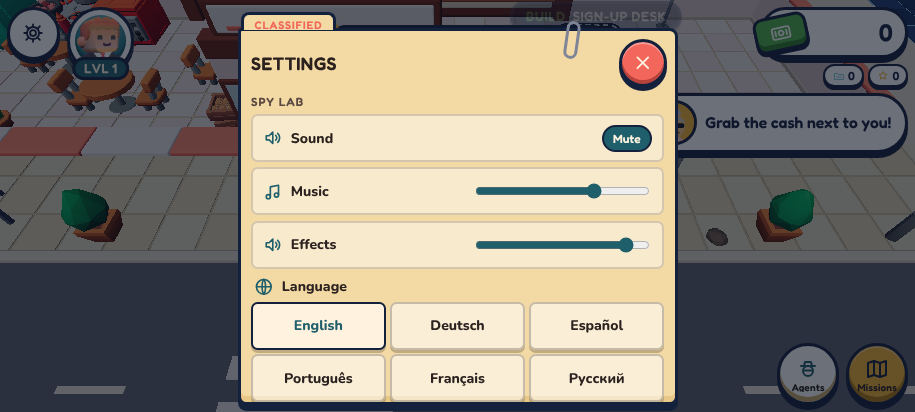 CLASSIFIED
BUILD SIGN-UP DESK
0
LVL 1
SETTINGS
0
0
SPY LAB
Grab the cash next to you!
Sound
Mute
Music
Effects
Language
English
Deutsch
Español
Português
Français
Русский
Agents
Missions